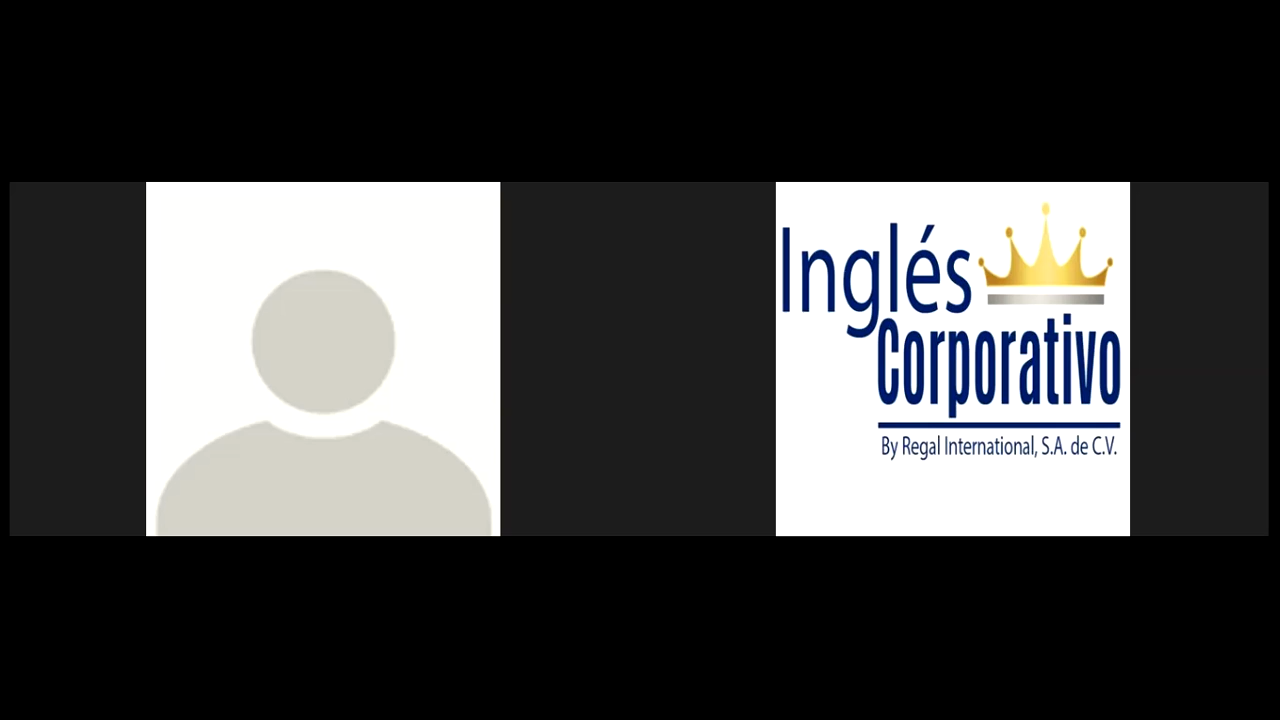 Inglés
Corporativo
By Regal International, S.A. de C.V.